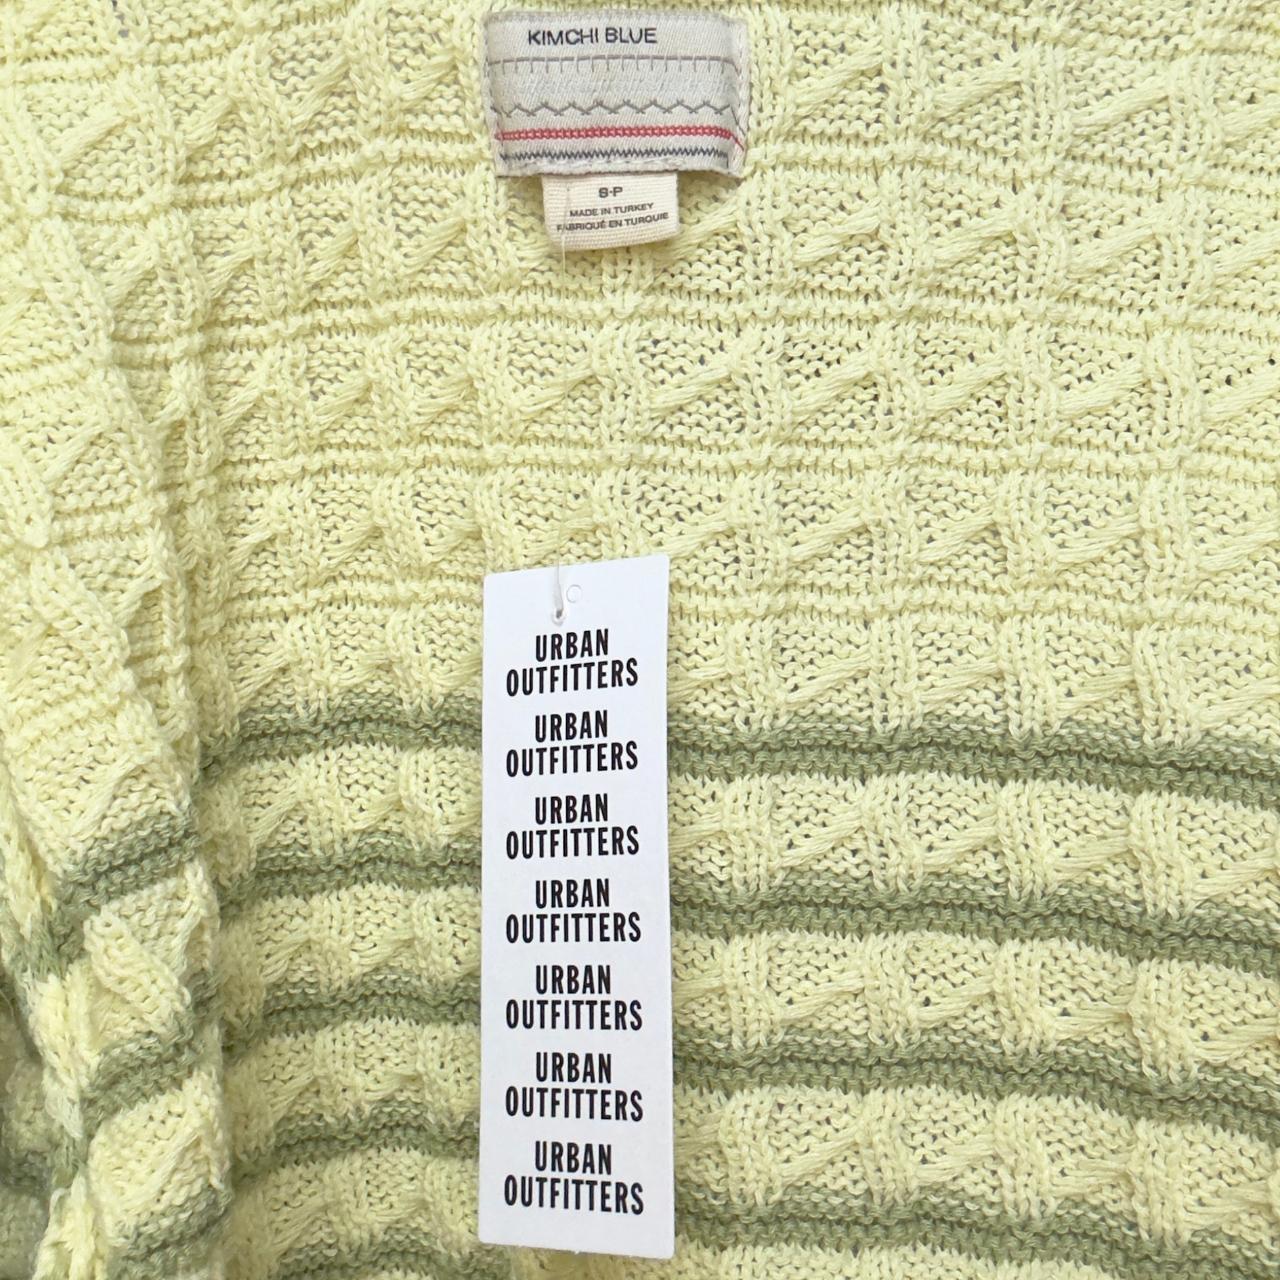 KIMCHI BLUE
S-P
MADE IN TURKEY
FABRIQUÉ EN TURQUIE
URBAN
OUTFITTERS
URBAN
OUTFITTERS
URBAN
OUTFITTERS
URBAN
OUTFITTERS
URBAN
OUTFITTERS
URBAN
OUTFITTERS
URBAN
OUTFITTERS